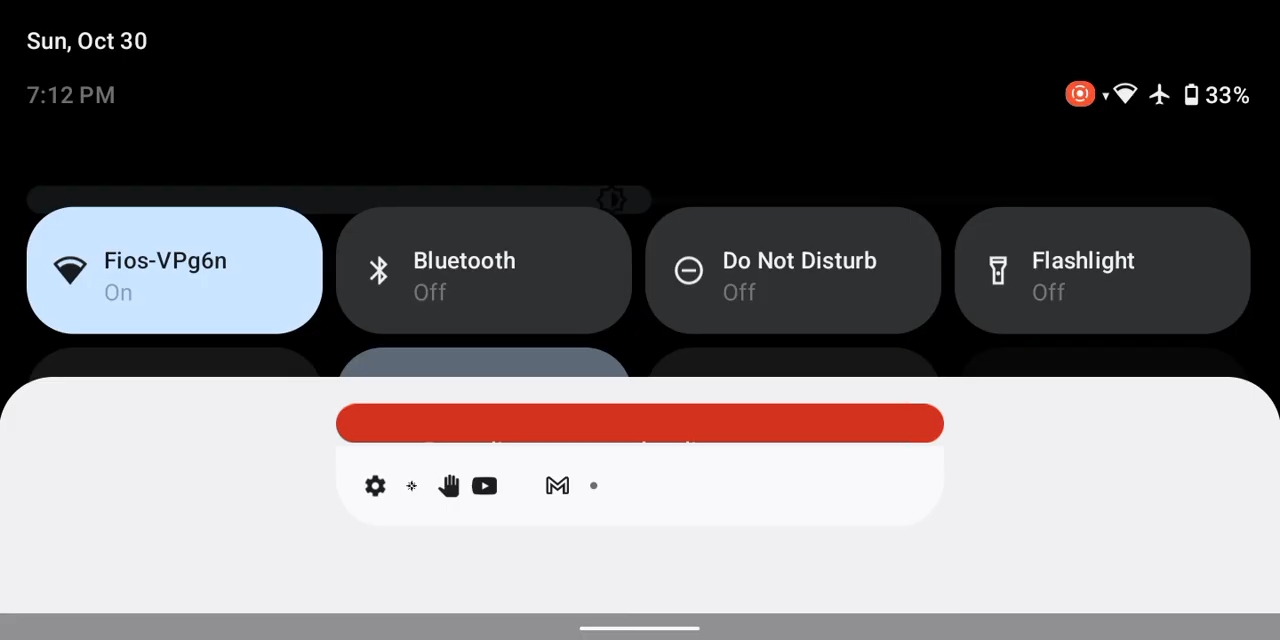 Sun, Oct 30
7:12 PM
33%
Fios-VPg6n
On
Bluetooth
Off
Do Not Disturb
Off
Flashlight
Off